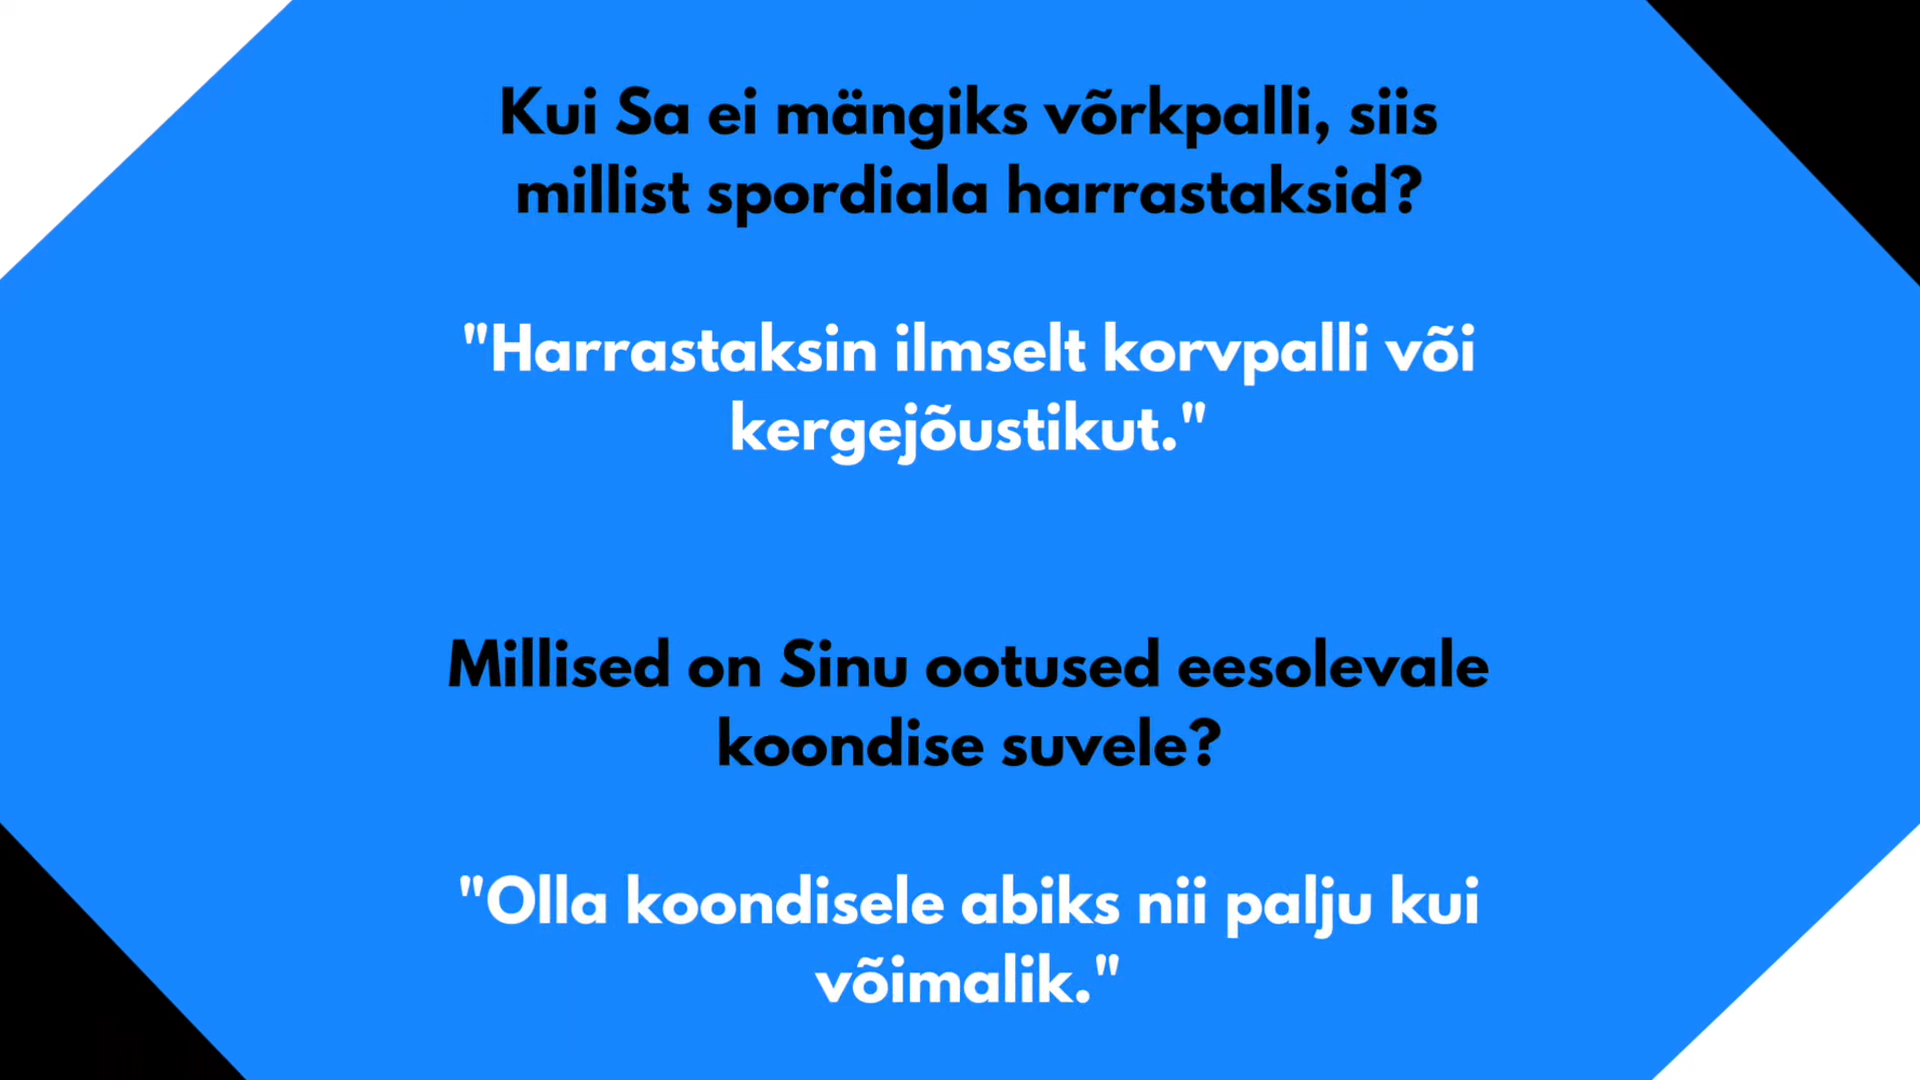 Kui Sa ei mängiks võrkpalli, siis
millist spordiala harrastaksid?
"Harrastaksin ilmselt korvpalli või
kergejõustikut."
Millised on Sinu ootused eesolevale
koondise suvele?
"Olla koondisele abiks nii palju kui
võimalik."